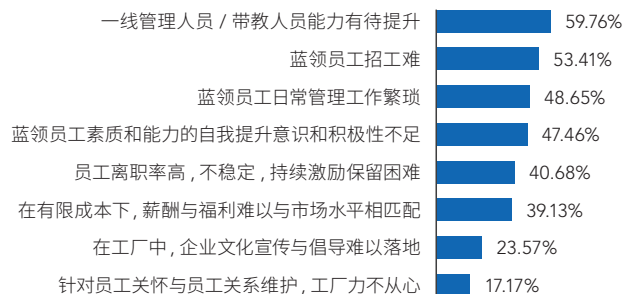 一线管理人员 / 带教人员能力有待提升 59.76%
蓝领员工招工难 53.41%
蓝领员工日常管理工作繁琐 48.65%
蓝领员工素质和能力的自我提升意识和积极性不足 47.46%
员工离职率高 , 不稳定 , 持续激励保留困难 40.68%
在有限成本下 , 薪酬与福利难以与市场水平相匹配 39.13%
在工厂中 , 企业文化宣传与倡导难以落地 23.57%
针对员工关怀与员工关系维护 , 工厂力不从心 17.17%